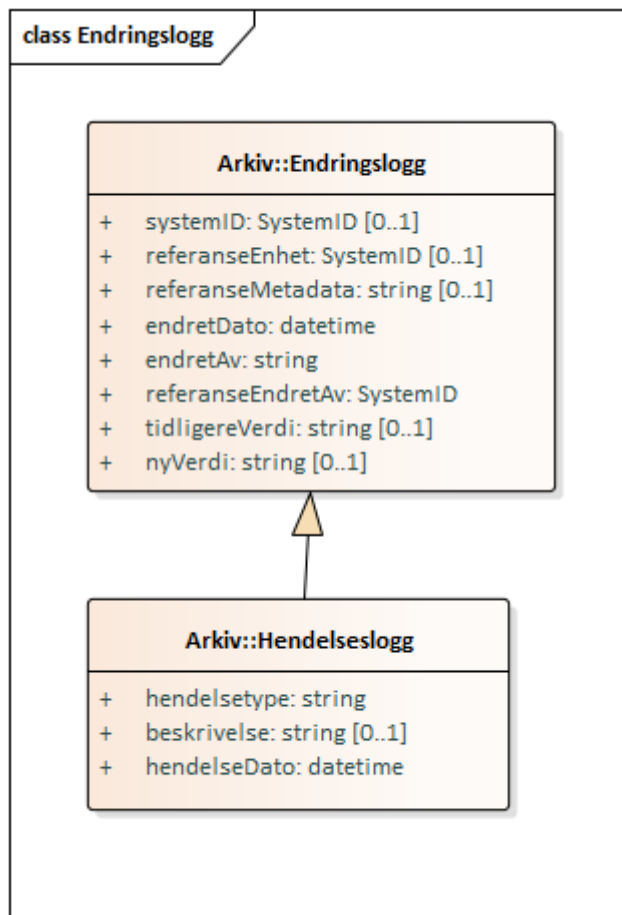 class Endringslogg
Arkiv::Endringslogg
+ systemID: SystemID [0..1]
+ referanseEnhet: SystemID [0..1]
+ referanseMetadata: string [0..1]
+ endretDato: datetime
+ endretAv: string
+ referanseEndretAv: SystemID
+ tidligereVerdi: string [0..1]
+ nyVerdi: string [0..1]
Arkiv::Hendelseslogg
+ hendelsetype: string
+ beskrivelse: string [0..1]
+ hendelseDato: datetime